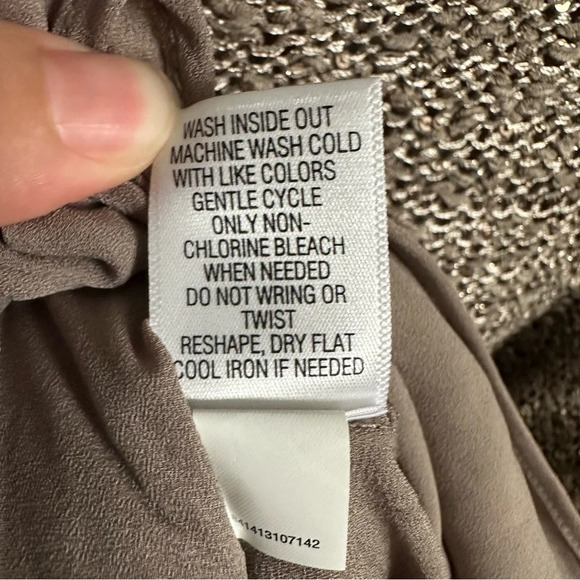 WASH INSIDE OUT
MACHINE WASH COLD
WITH LIKE COLORS
GENTLE CYCLE
ONLY NON-
CHLORINE BLEACH
WHEN NEEDED
DO NOT WRING OR
TWIST
RESHAPE, DRY FLAT
COOL IRON IF NEEDED